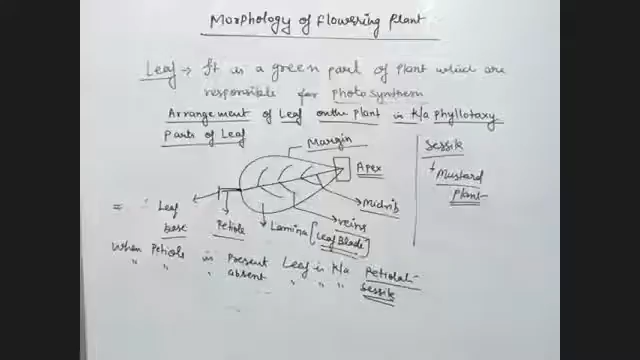 Morphology of Flowering Plant
Leaf → It is a green part of Plant which are
responsible for photosynthesis
Arrangement of Leaf on the plant is k/a phyllotaxy
Parts of Leaf
Margin
Apex
Midrib
veins
Lamina [Leaf Blade]
Petiole
= Leaf base
When Petiole is Present Leaf is k/a Petiolate
" " " absent " " " Sessile
Sessile
↓ Mustard
Plant